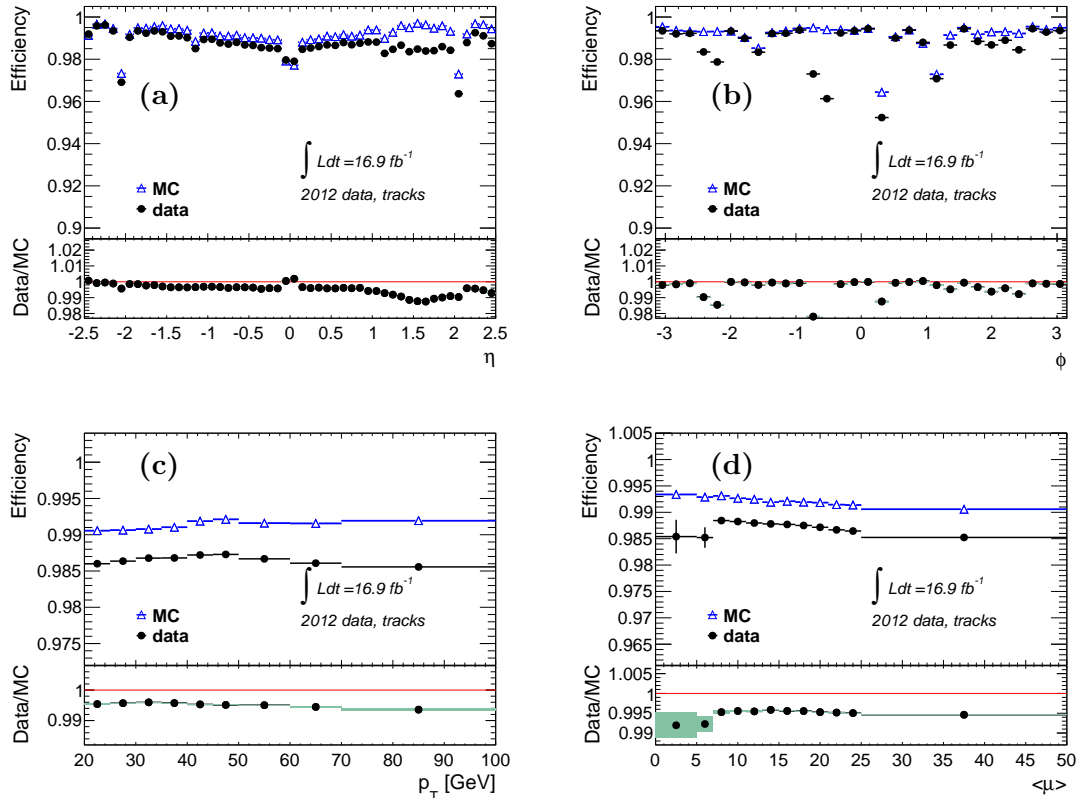 Efficiency
1
0.98
0.96
0.94
0.92
0.9
(a)
∫ Ldt =16.9 fb⁻¹
2012 data, tracks
MC
data
Data/MC
1.02
1.01
1
0.99
0.98
-2.5 -2 -1.5 -1 -0.5 0 0.5 1 1.5 2 2.5
η
Efficiency
1
0.98
0.96
0.94
0.92
0.9
(b)
∫ Ldt =16.9 fb⁻¹
2012 data, tracks
MC
data
Data/MC
1.02
1.01
1
0.99
0.98
-3 -2 -1 0 1 2 3
ϕ
Efficiency
1
0.995
0.99
0.985
0.98
0.975
(c)
∫ Ldt =16.9 fb⁻¹
2012 data, tracks
MC
data
Data/MC
1
0.99
20 30 40 50 60 70 80 90 100
p_T [GeV]
Efficiency
1.005
1
0.995
0.99
0.985
0.98
0.975
0.97
0.965
(d)
∫ Ldt =16.9 fb⁻¹
2012 data, tracks
MC
data
Data/MC
1.005
1
0.995
0.99
0 5 10 15 20 25 30 35 40 45 50
<μ>